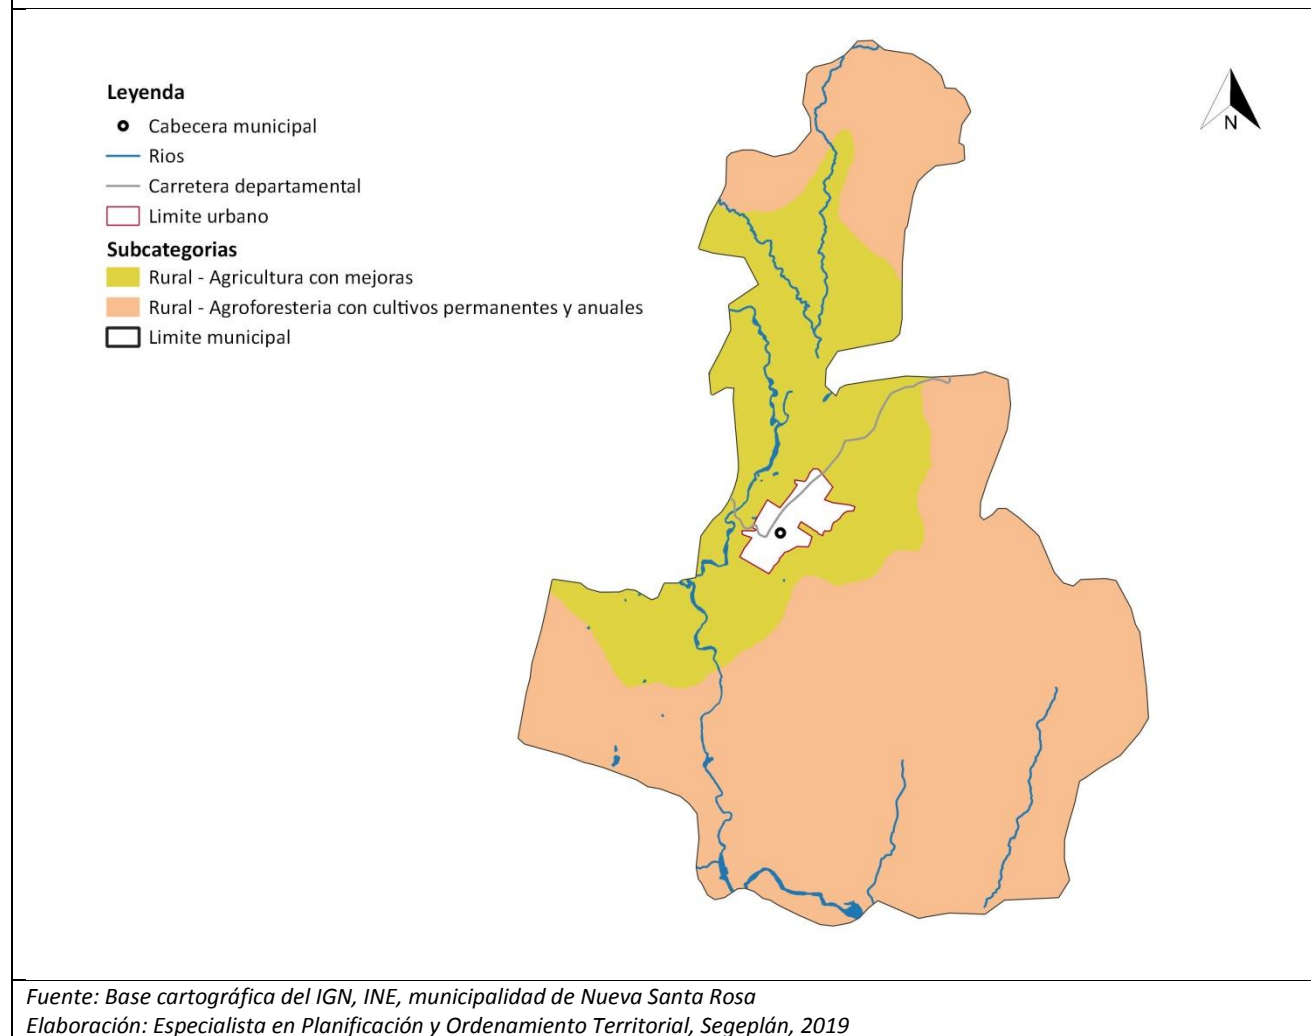 Leyenda
Cabecera municipal
Rios
Carretera departamental
Limite urbano
Subcategorias
Rural - Agricultura con mejoras
Rural - Agroforesteria con cultivos permanentes y anuales
Limite municipal
N
Fuente: Base cartográfica del IGN, INE, municipalidad de Nueva Santa Rosa
Elaboración: Especialista en Planificación y Ordenamiento Territorial, Segeplán, 2019